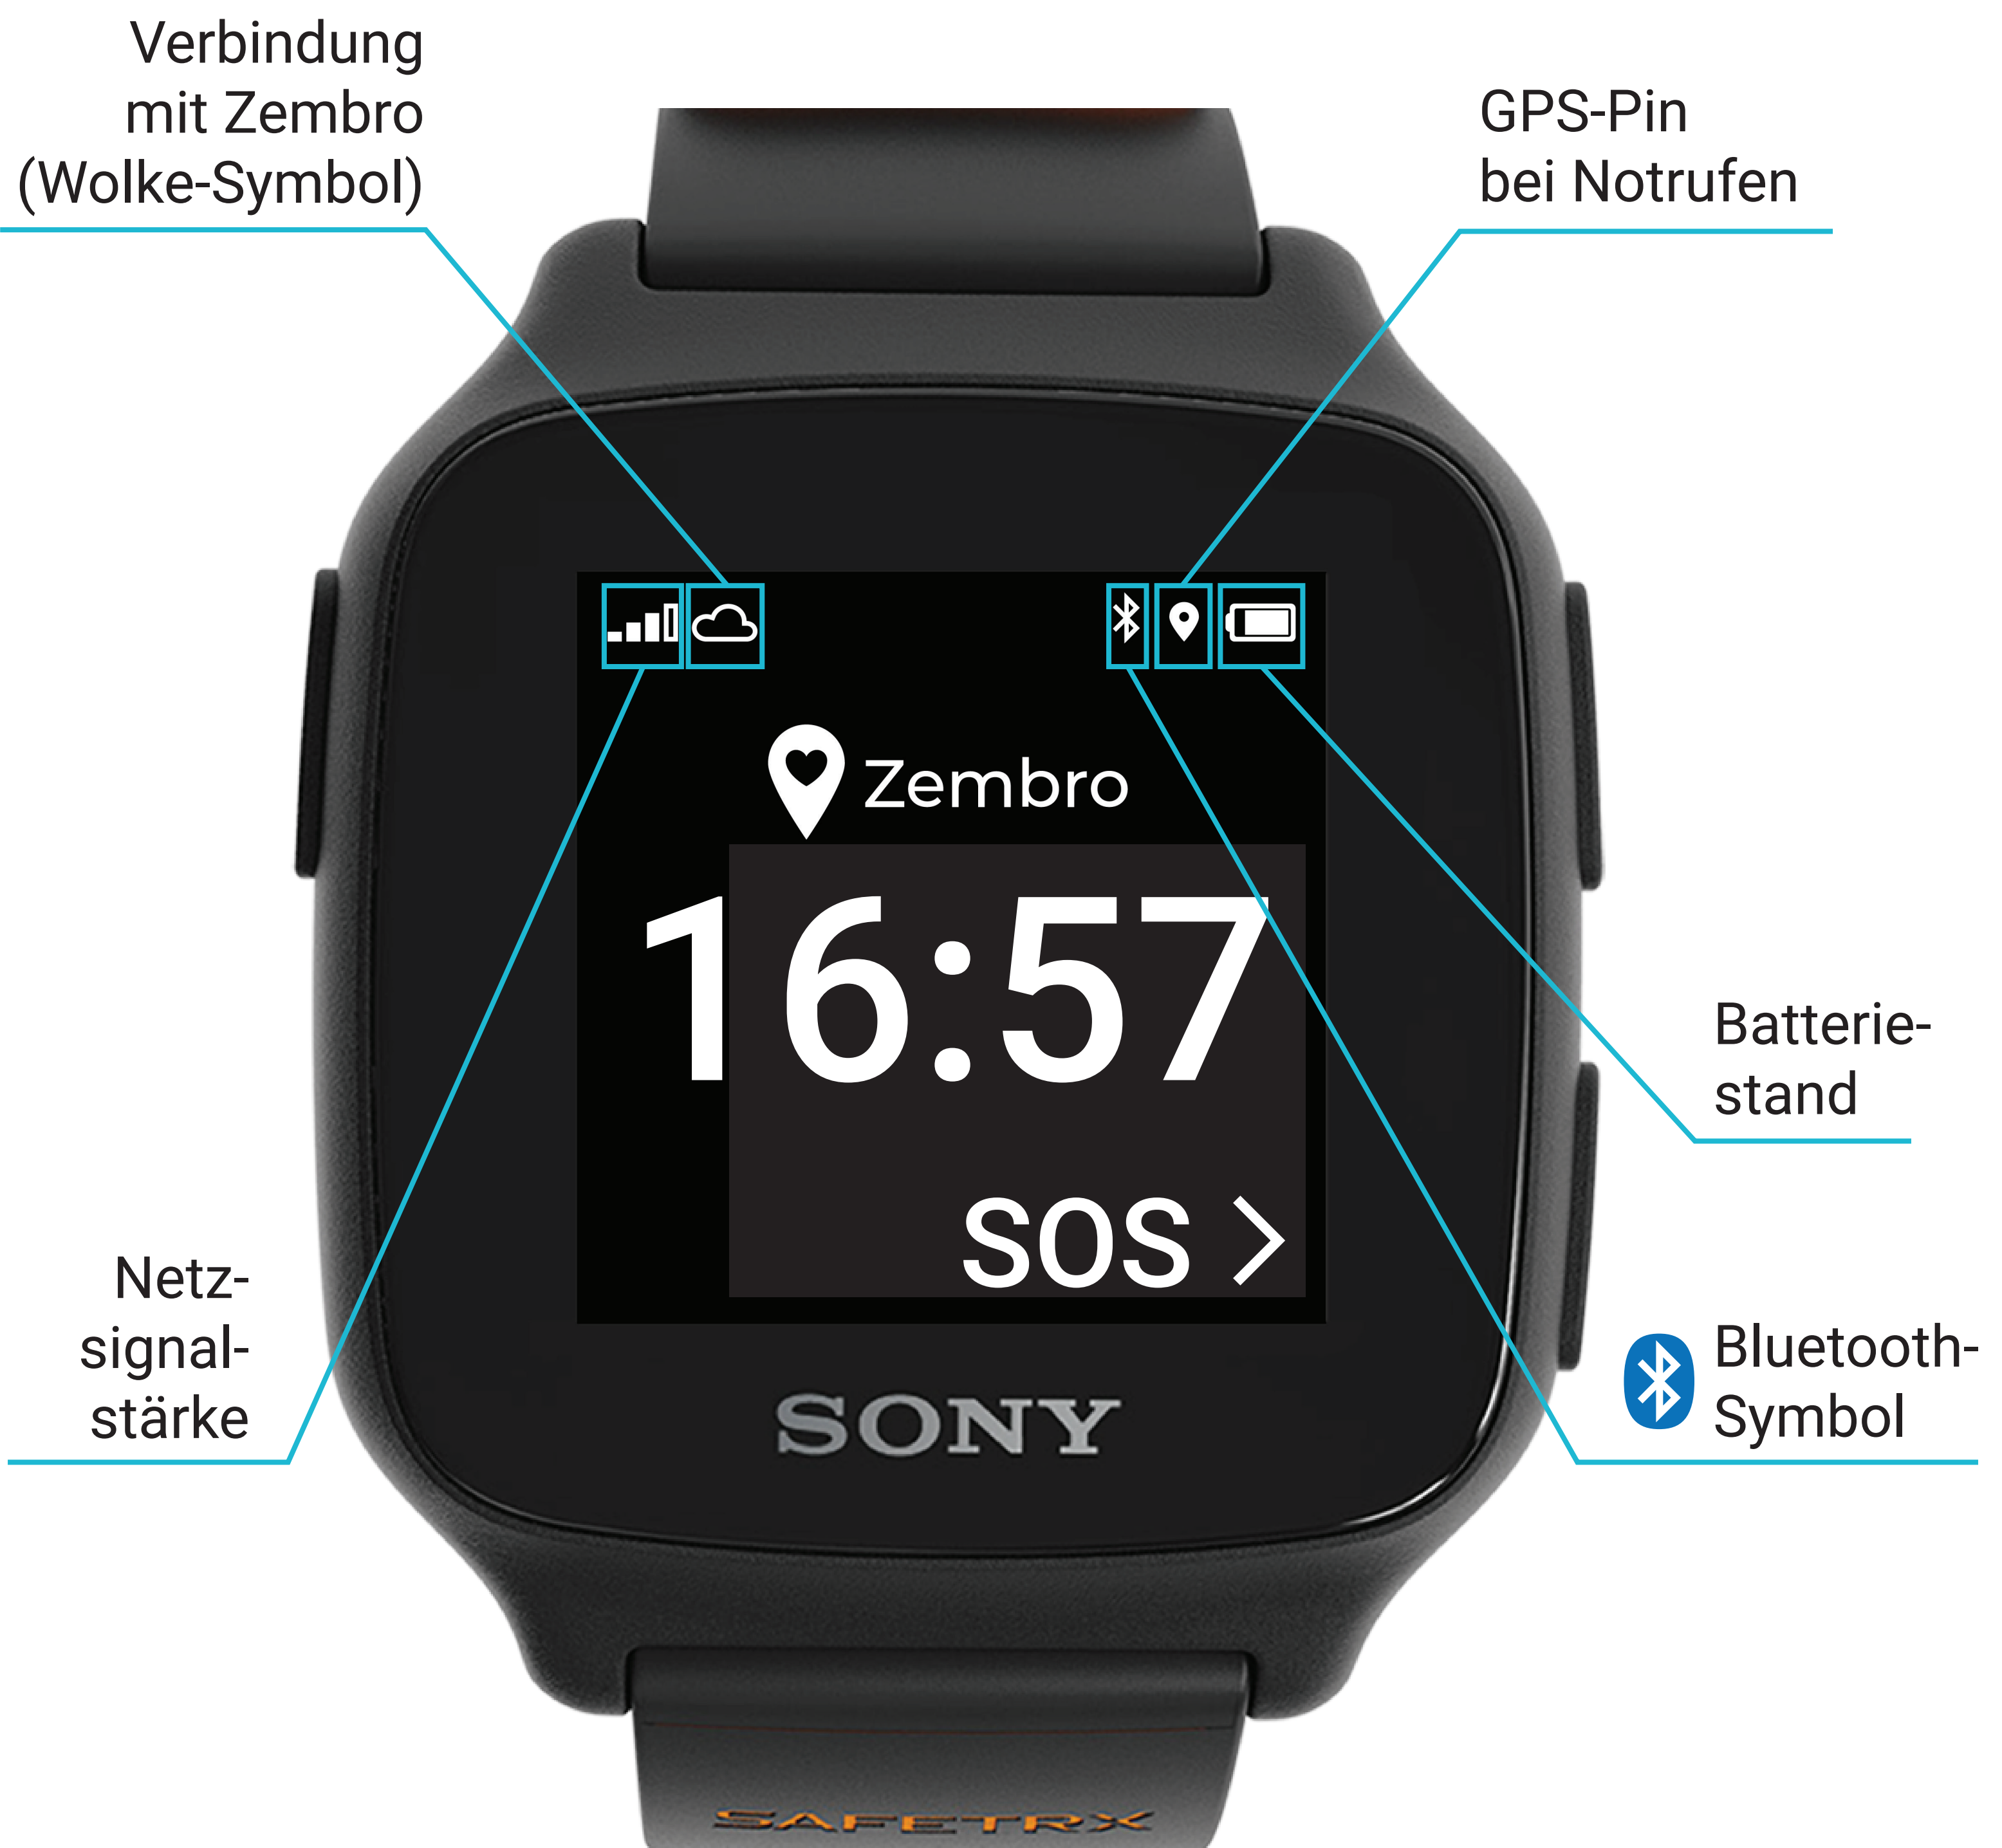 Verbindung
mit Zembro
(Wolke-Symbol)
GPS-Pin
bei Notrufen
Zembro
16:57
SOS >
Batterie-
stand
Netz-
signal-
stärke
Bluetooth-
Symbol
SONY
SAFETRX